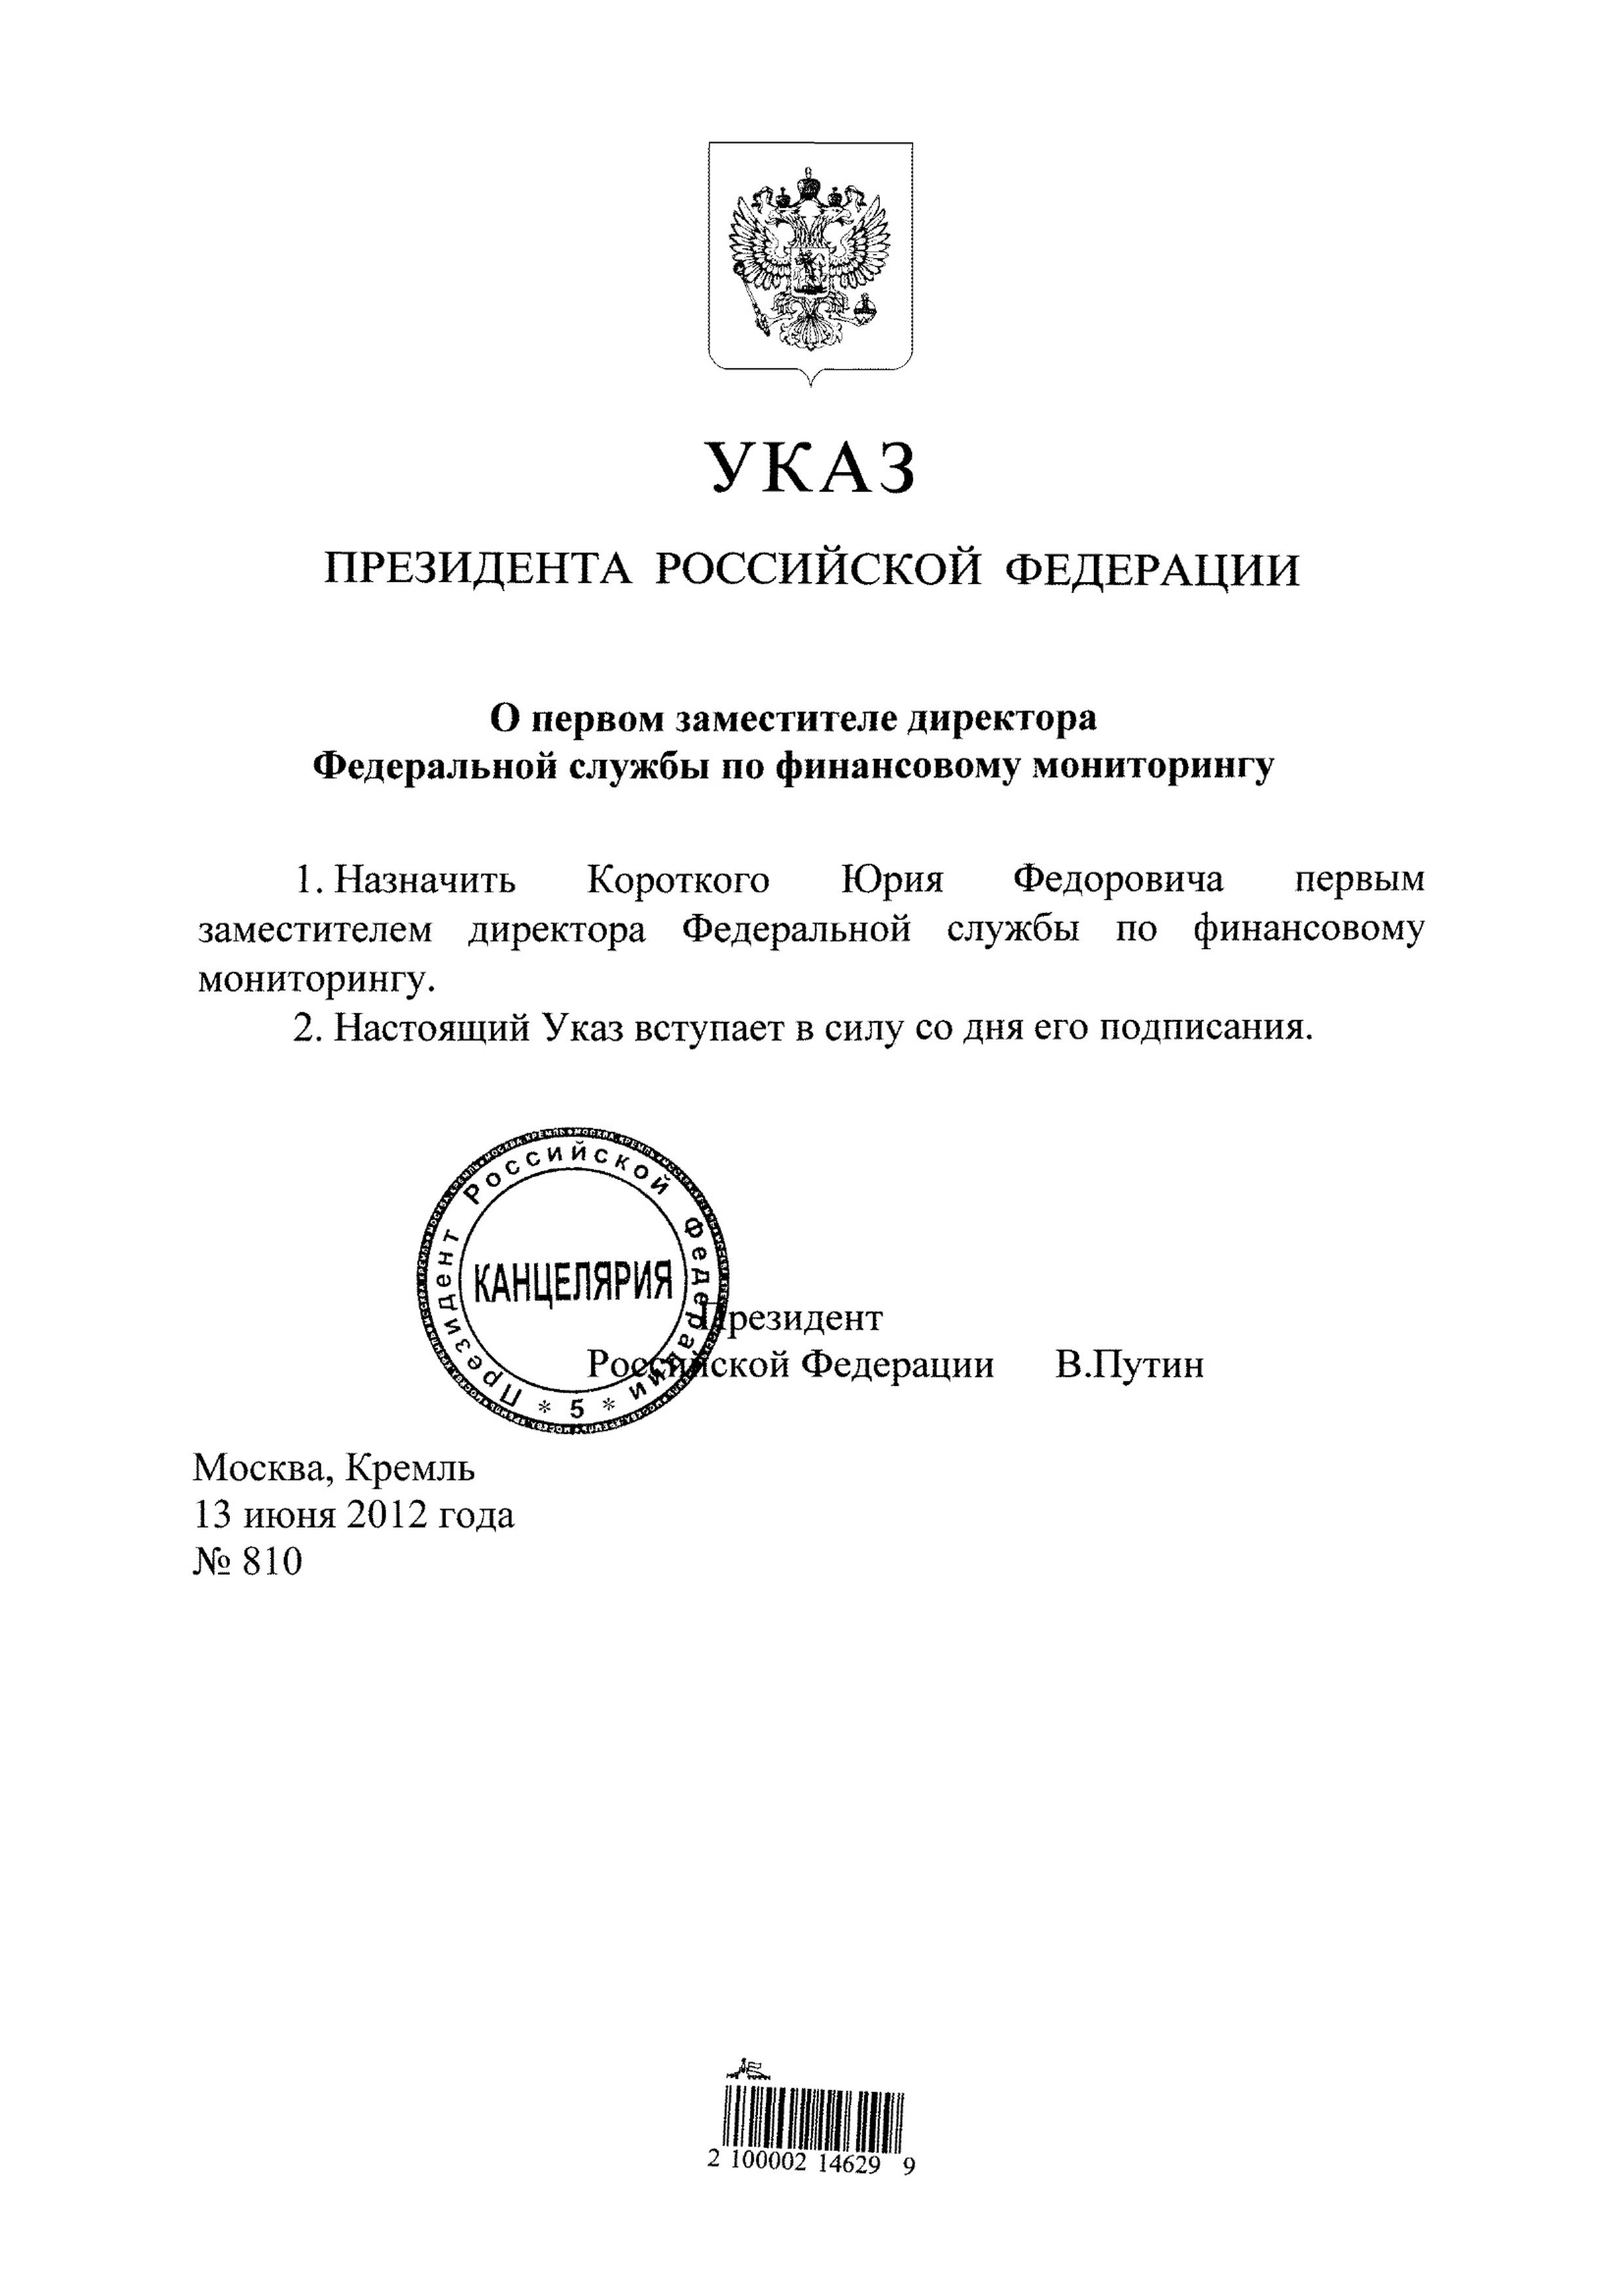 УКАЗ
ПРЕЗИДЕНТА РОССИЙСКОЙ ФЕДЕРАЦИИ
О первом заместителе директора
Федеральной службы по финансовому мониторингу
1. Назначить Короткого Юрия Федоровича первым
заместителем директора Федеральной службы по финансовому
мониторингу.
2. Настоящий Указ вступает в силу со дня его подписания.
Президент Российской Федерации
КАНЦЕЛЯРИЯ
* 5 *
Президент
Российской Федерации В.Путин
Москва, Кремль
13 июня 2012 года
№ 810
2 100002 14629 9